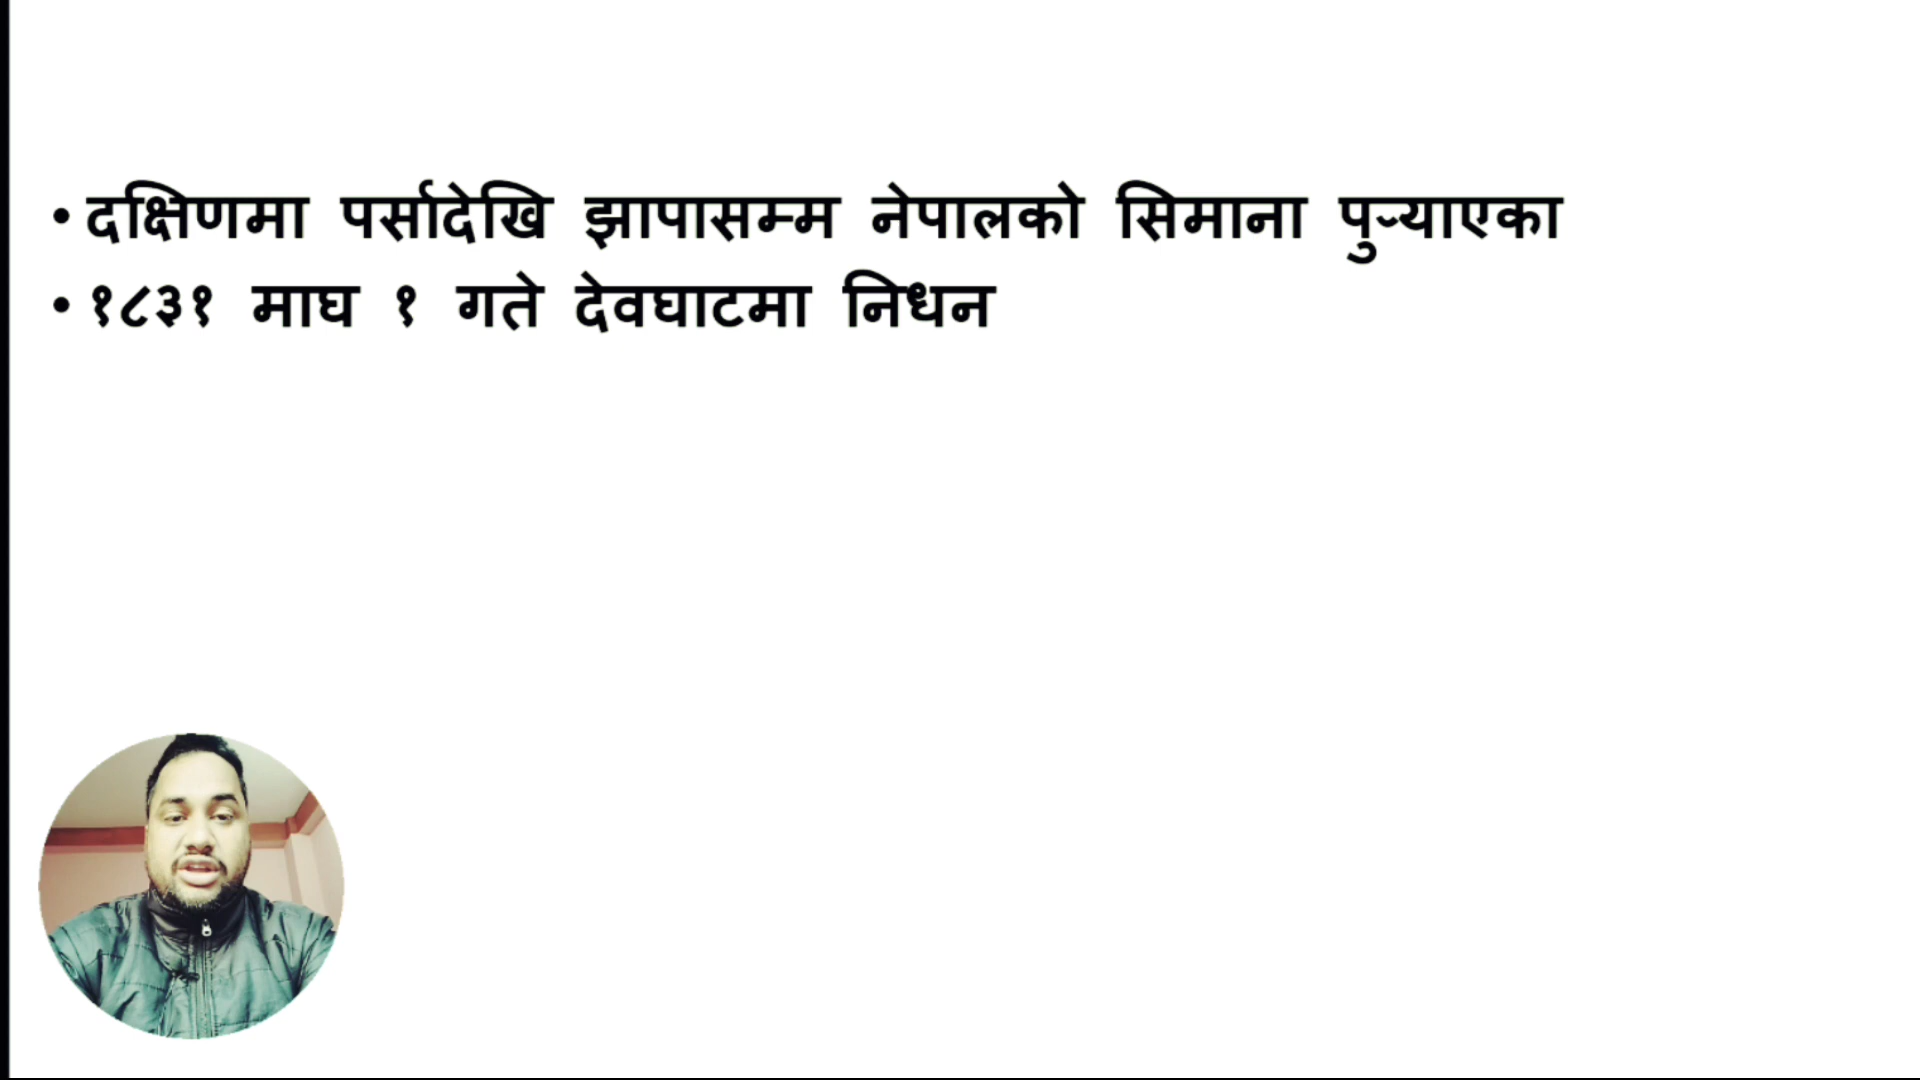 • दक्षिणमा पर्सादेखि झापासम्म नेपालको सिमाना पुऱ्याएका
• १८३१ माघ १ गते देवघाटमा निधन